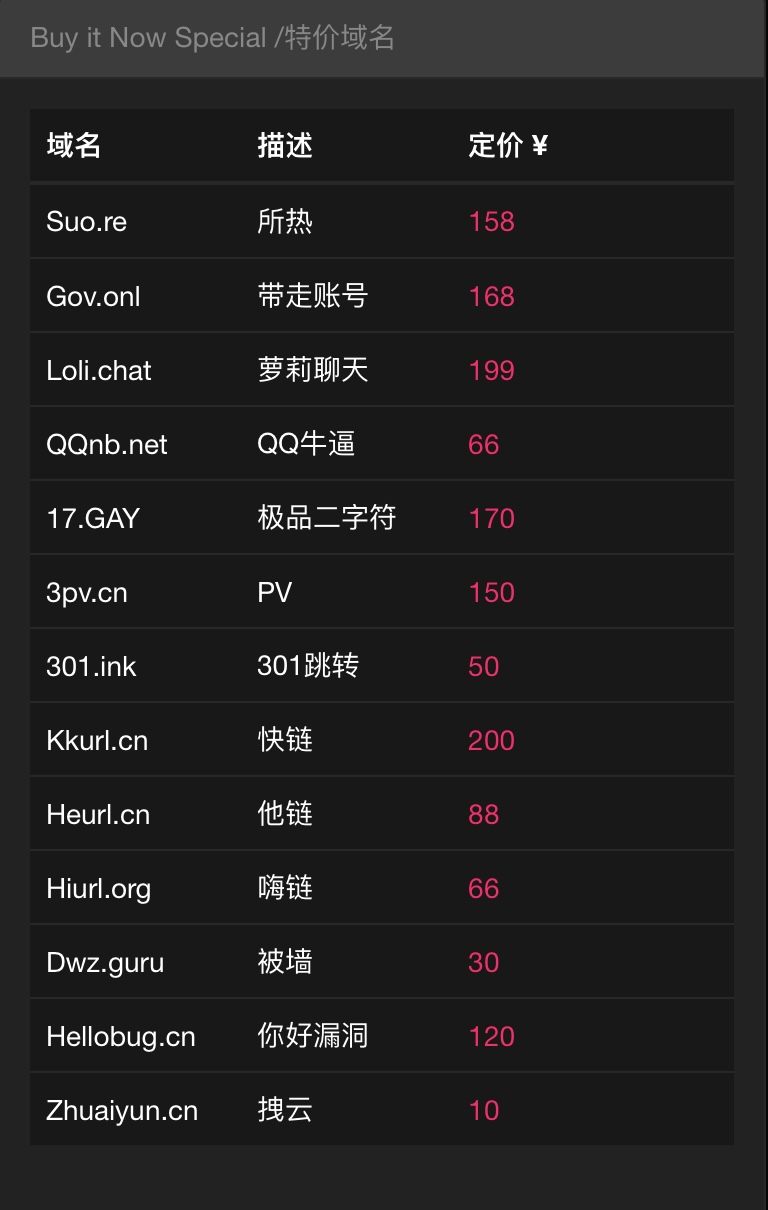 Buy it Now Special /特价域名
域名 描述 定价 ¥
Suo.re 所热 158
Gov.onl 带走账号 168
Loli.chat 萝莉聊天 199
QQnb.net QQ牛逼 66
17.GAY 极品二字符 170
3pv.cn PV 150
301.ink 301跳转 50
Kkurl.cn 快链 200
Heurl.cn 他链 88
Hiurl.org 嗨链 66
Dwz.guru 被墙 30
Hellobug.cn 你好漏洞 120
Zhuaiyun.cn 拽云 10